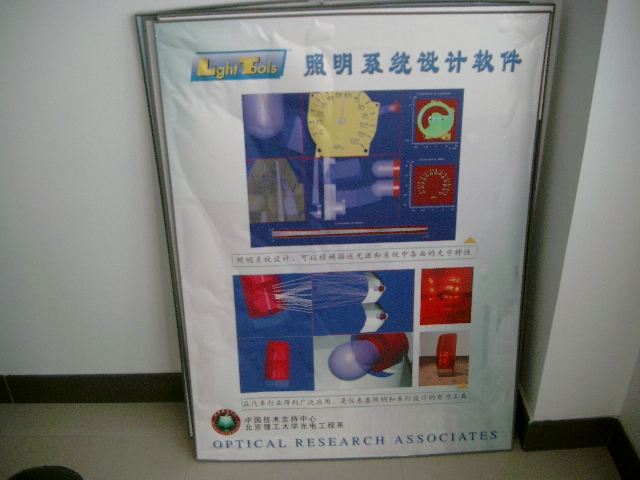 Light Tools 照明系统设计软件
照明系统设计,可以精确描述光源和系统中各面的光学特性
在汽车行业得到广泛应用,是仪表盘照明和车灯设计的有力工具
中国技术支持中心
北京理工大学光电工程系
OPTICAL RESEARCH ASSOCIATES